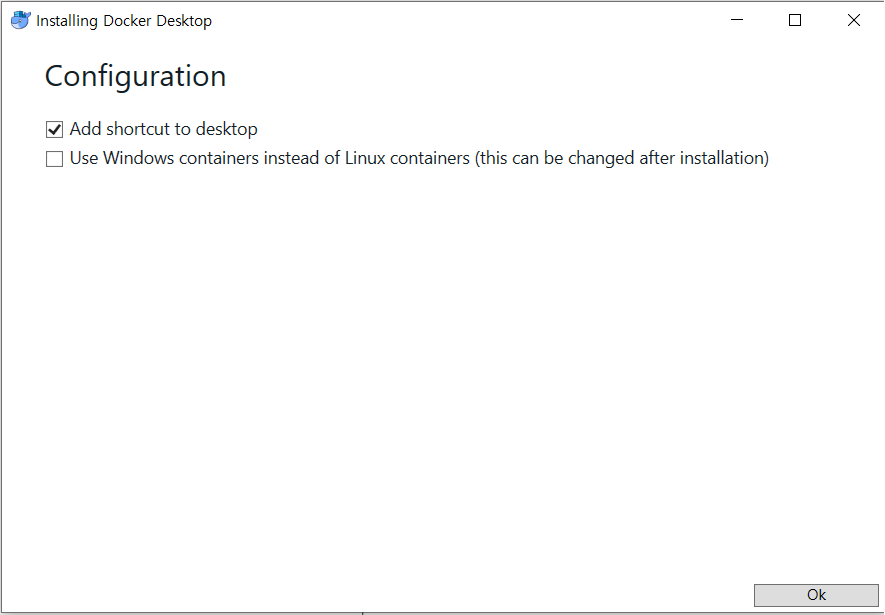 Installing Docker Desktop
Configuration
Add shortcut to desktop
Use Windows containers instead of Linux containers (this can be changed after installation)
Ok